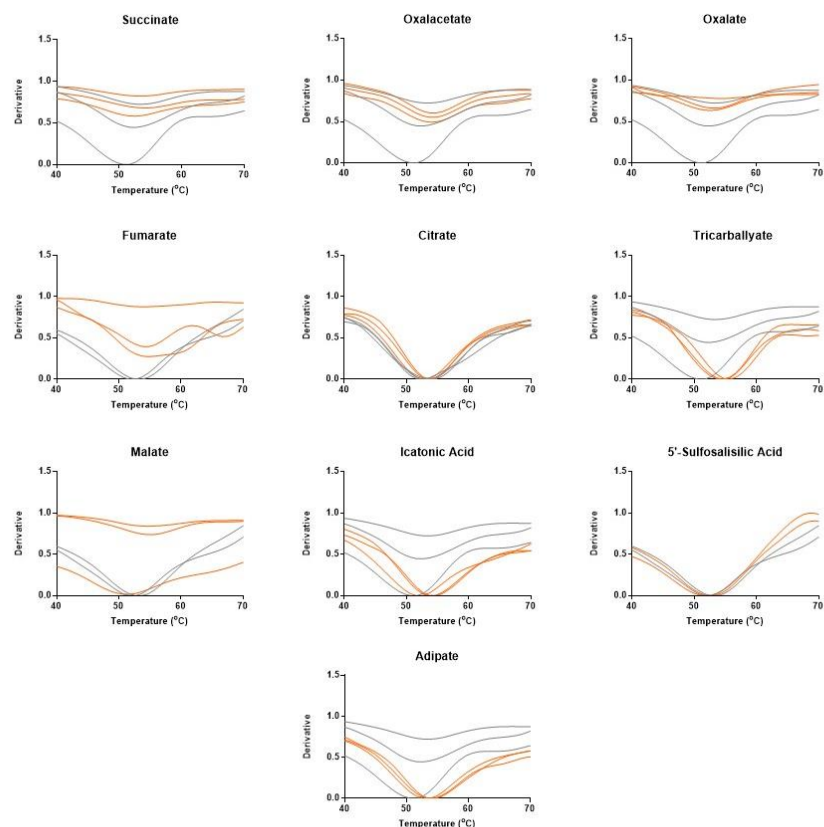 Succinate
Oxalacetate
Oxalate
1.5
1.0
0.5
0.0
Derivative
40 50 60 70
Temperature (°C)
1.5
1.0
0.5
0.0
Derivative
40 50 60 70
Temperature (°C)
1.5
1.0
0.5
0.0
Derivative
40 50 60 70
Temperature (°C)
Fumarate
Citrate
Tricarballyate
1.5
1.0
0.5
0.0
Derivative
40 50 60 70
Temperature (°C)
1.5
1.0
0.5
0.0
Derivative
40 50 60 70
Temperature (°C)
1.5
1.0
0.5
0.0
Derivative
40 50 60 70
Temperature (°C)
Malate
Icatonic Acid
5'-Sulfosalisilic Acid
1.5
1.0
0.5
0.0
Derivative
40 50 60 70
Temperature (°C)
1.5
1.0
0.5
0.0
Derivative
40 50 60 70
Temperature (°C)
1.5
1.0
0.5
0.0
Derivative
40 50 60 70
Temperature (°C)
Adipate
1.5
1.0
0.5
0.0
Derivative
40 50 60 70
Temperature (°C)